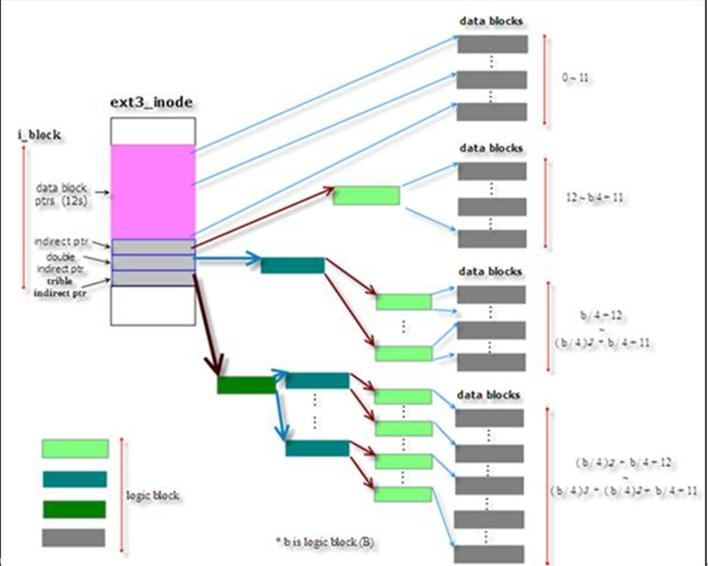 data blocks
0 ~ 11
ext3_inode
i_block
data blocks
data block
ptrs (12s)
12 ~ b/4+11
indirect ptr
double
indirect ptr
trible
indirect ptr
data blocks
b/4+12
~
(b/4)2 + b/4+11
data blocks
(b/4)2 + b/4+12
~
(b/4)3 + (b/4)2+ b/4+11
logic block
* b is logic block (B)